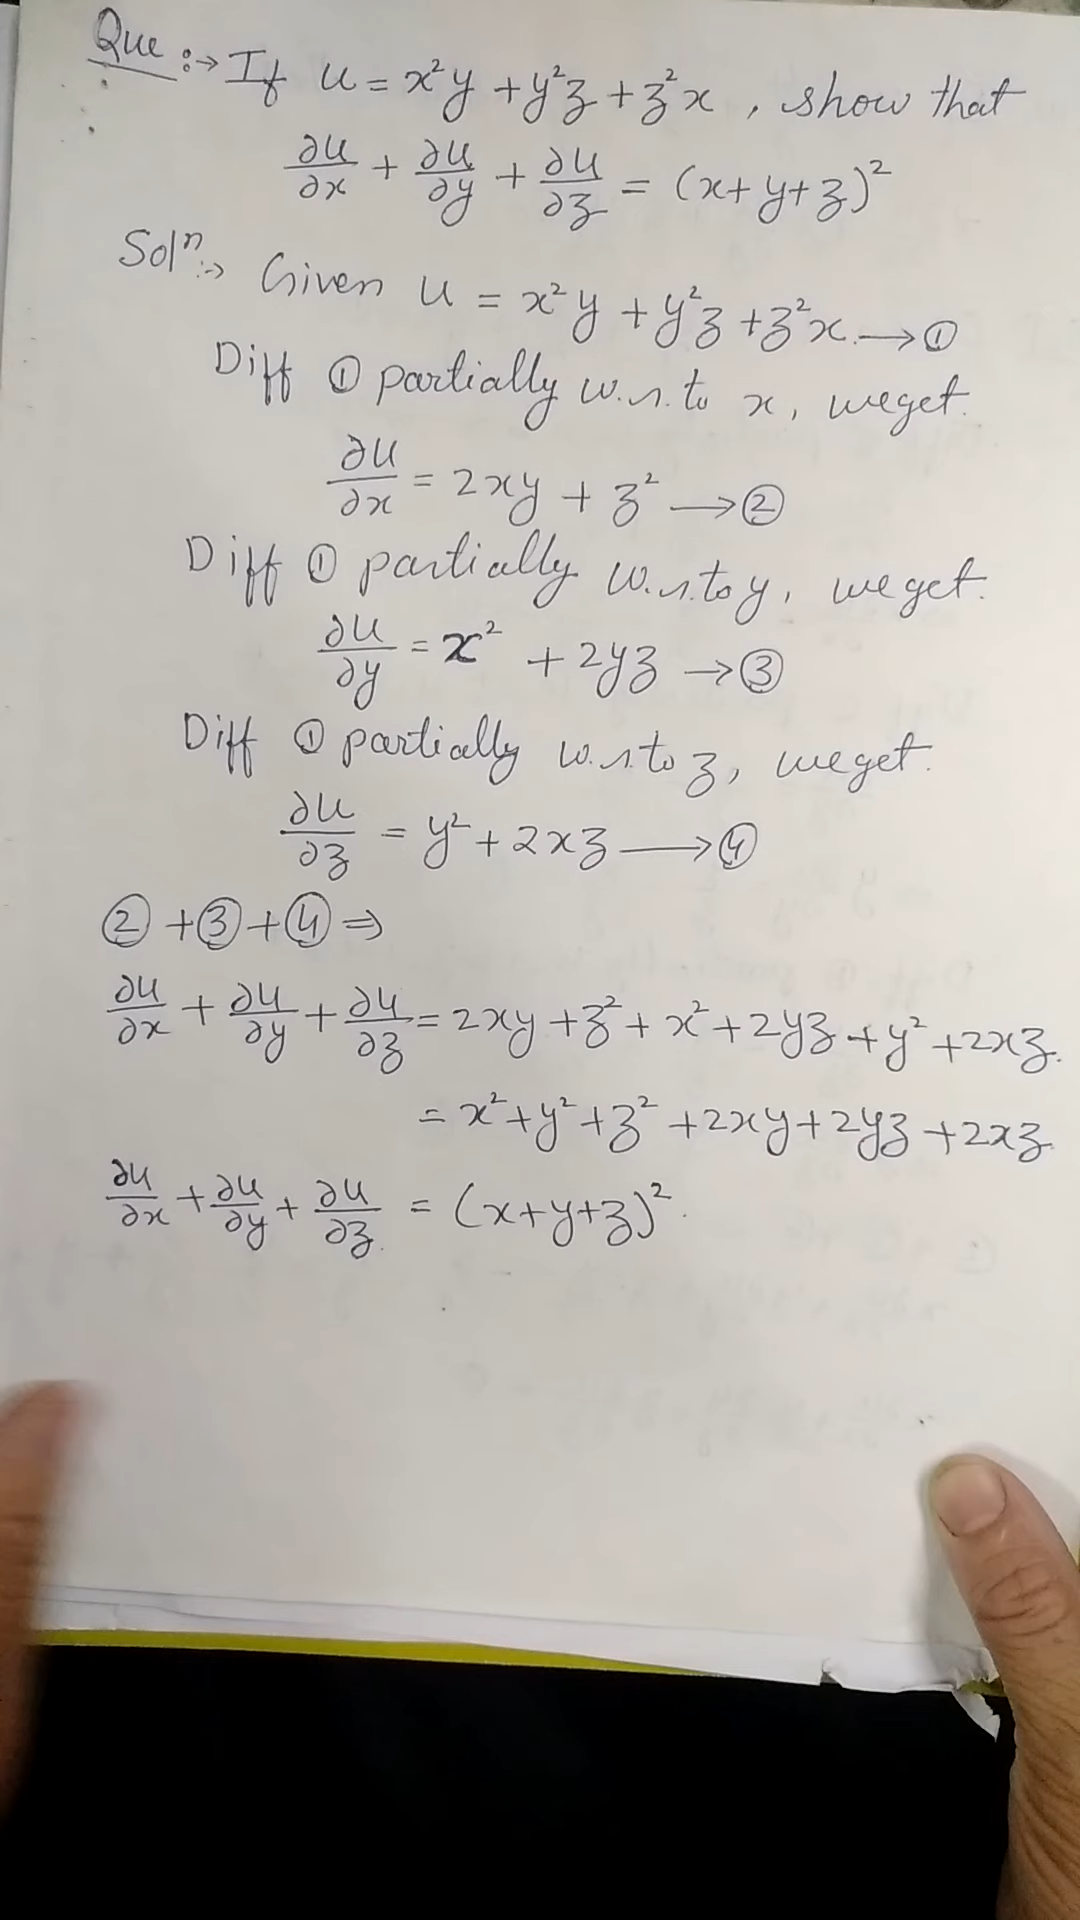 Que :→ If u = x²y + y²z + z²x , show that
∂u/∂x + ∂u/∂y + ∂u/∂z = (x+y+z)²
Solⁿ :→ Given u = x²y + y²z + z²x. → ①
Diff ① partially w.r.to x, we get.
∂u/∂x = 2xy + z² → ②
Diff ① partially w.r.to y, we get.
∂u/∂y = x² + 2yz → ③
Diff ① partially w.r.to z, we get.
∂u/∂z = y² + 2xz → ④
② + ③ + ④ ⇒
∂u/∂x + ∂u/∂y + ∂u/∂z = 2xy + z² + x² + 2yz + y² + 2xz.
= x² + y² + z² + 2xy + 2yz + 2xz.
∂u/∂x + ∂u/∂y + ∂u/∂z. = (x+y+z)².